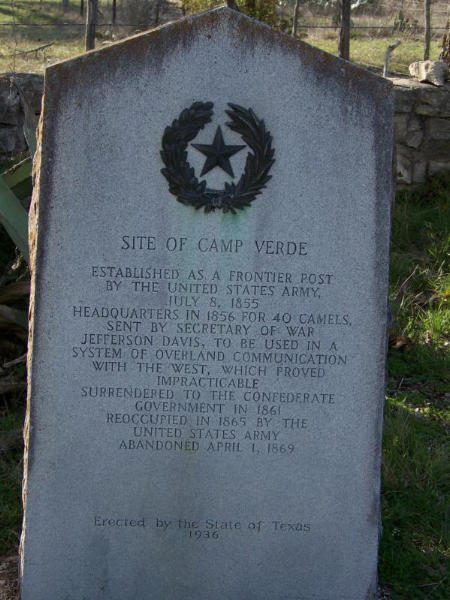 SITE OF CAMP VERDE
ESTABLISHED AS A FRONTIER POST
BY THE UNITED STATES ARMY,
JULY 8, 1855
HEADQUARTERS IN 1856 FOR 40 CAMELS,
SENT BY SECRETARY OF WAR
JEFFERSON DAVIS, TO BE USED IN A
SYSTEM OF OVERLAND COMMUNICATION
WITH THE WEST, WHICH PROVED
IMPRACTICABLE
SURRENDERED TO THE CONFEDERATE
GOVERNMENT IN 1861
REOCCUPIED IN 1865 BY THE
UNITED STATES ARMY
ABANDONED APRIL 1, 1869
Erected by the State of Texas
1936